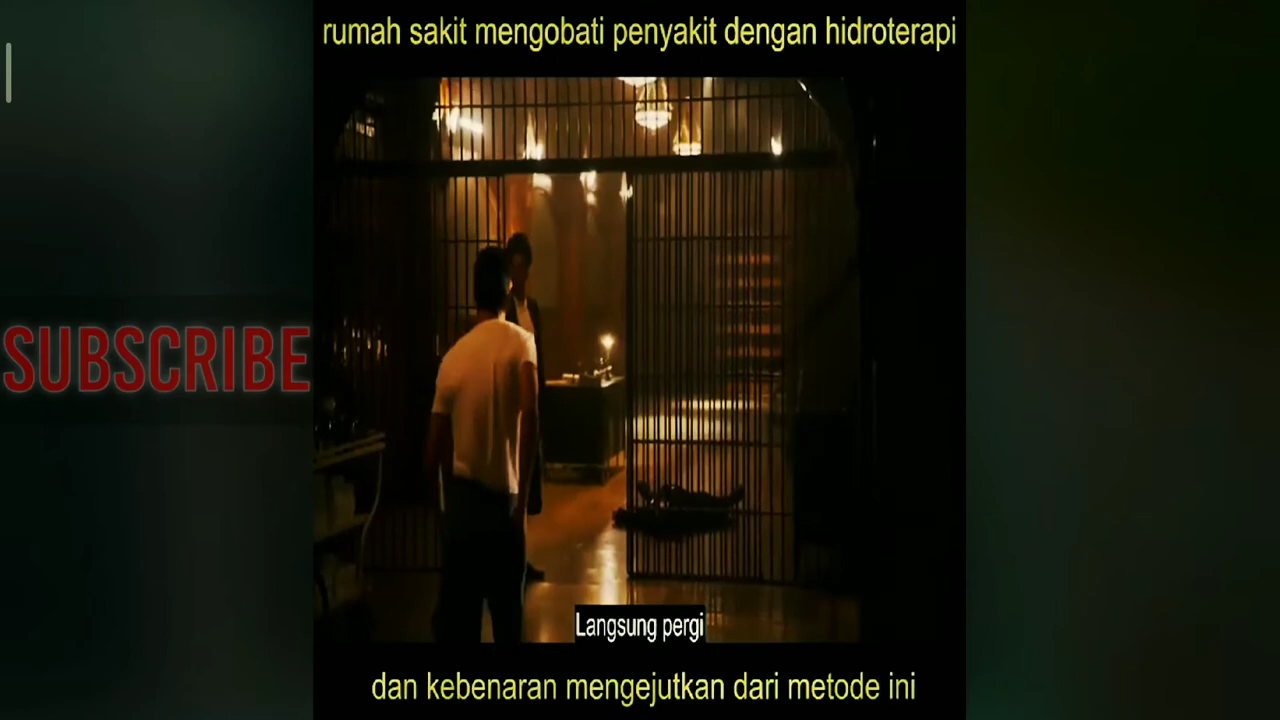 rumah sakit mengobati penyakit dengan hidroterapi
SUBSCRIBE
Langsung pergi
dan kebenaran mengejutkan dari metode ini